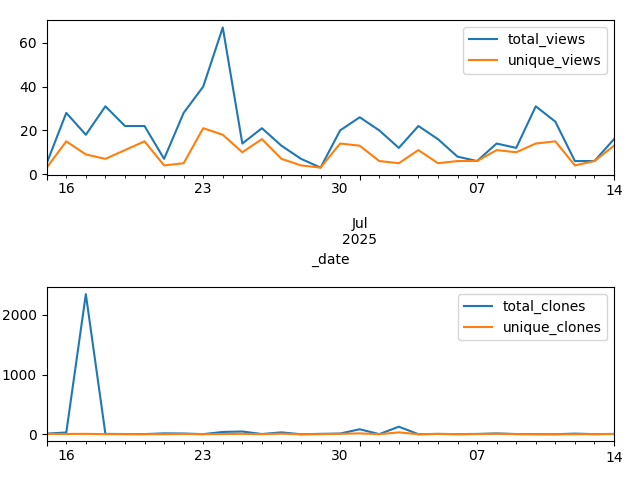 60
40
20
0
total_views
unique_views
16 23 30 07 14
Jul
2025
_date
2000
1000
0
total_clones
unique_clones
16 23 30 07 14